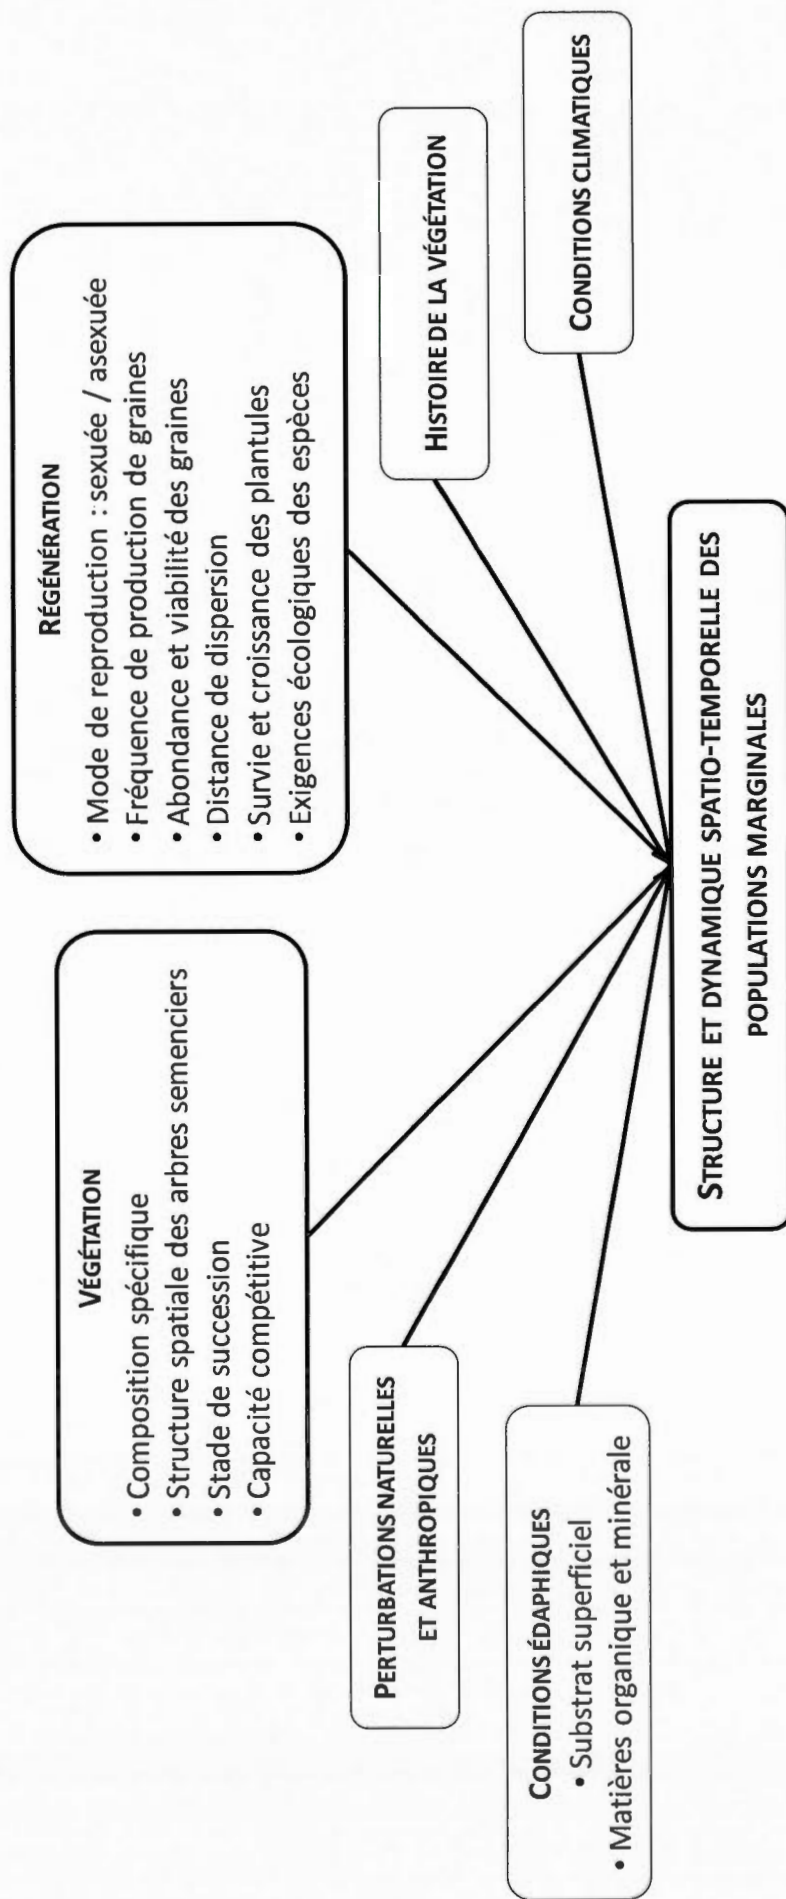 VÉGÉTATION
• Composition spécifique
• Structure spatiale des arbres semenciers
• Stade de succession
• Capacité compétitive
RÉGÉNÉRATION
• Mode de reproduction : sexuée / asexuée
• Fréquence de production de graines
• Abondance et viabilité des graines
• Distance de dispersion
• Survie et croissance des plantules
• Exigences écologiques des espèces
PERTURBATIONS NATURELLES
ET ANTHROPIQUES
HISTOIRE DE LA VÉGÉTATION
CONDITIONS ÉDAPHIQUES
• Substrat superficiel
• Matières organique et minérale
CONDITIONS CLIMATIQUES
STRUCTURE ET DYNAMIQUE SPATIO-TEMPORELLE DES
POPULATIONS MARGINALES